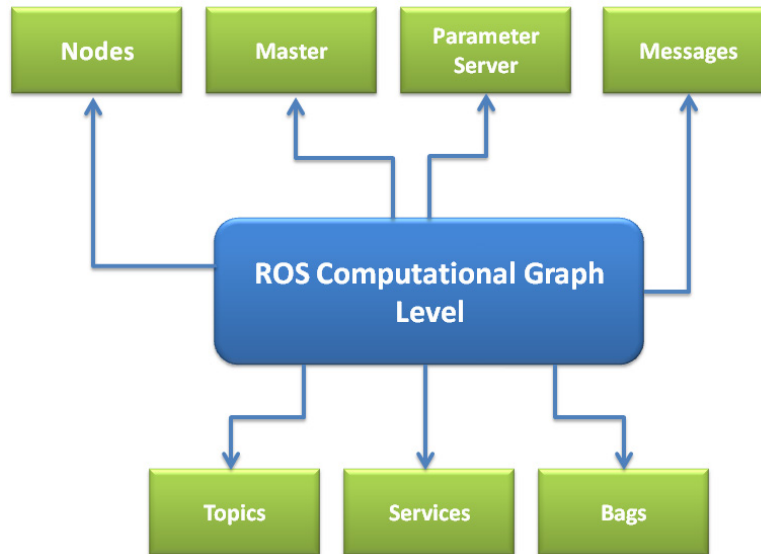 Nodes
Master
Parameter
Server
Messages
ROS Computational Graph
Level
Topics
Services
Bags